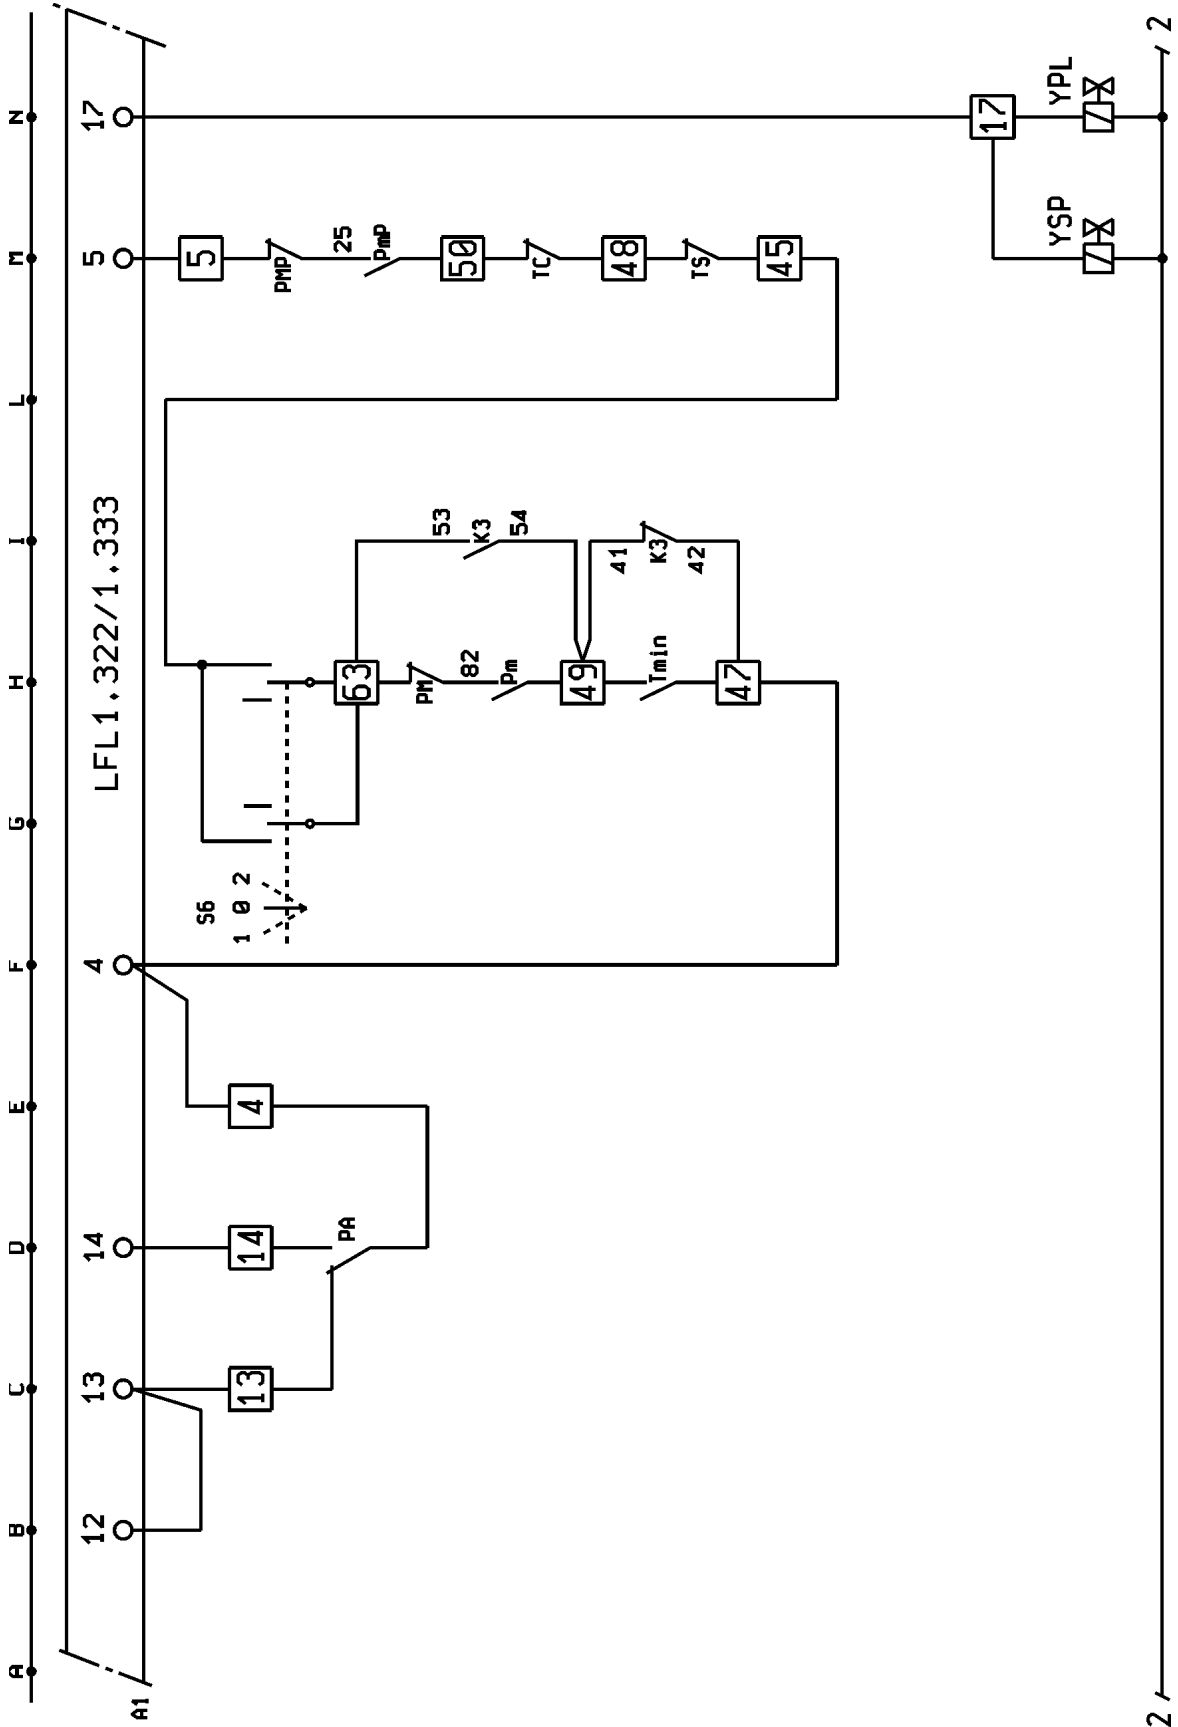 A B C D E F G H I L M N
A1
LFL1.322/1.333
12 13 14 4 5 17
13 14 4
PA
S6
1 0 2
63
PM
82
Pm
49
Tmin
47
53
K3
54
41
K3
42
5
PMP
25
PmP
50
TC
48
TS
45
17
YSP YPL
2 2